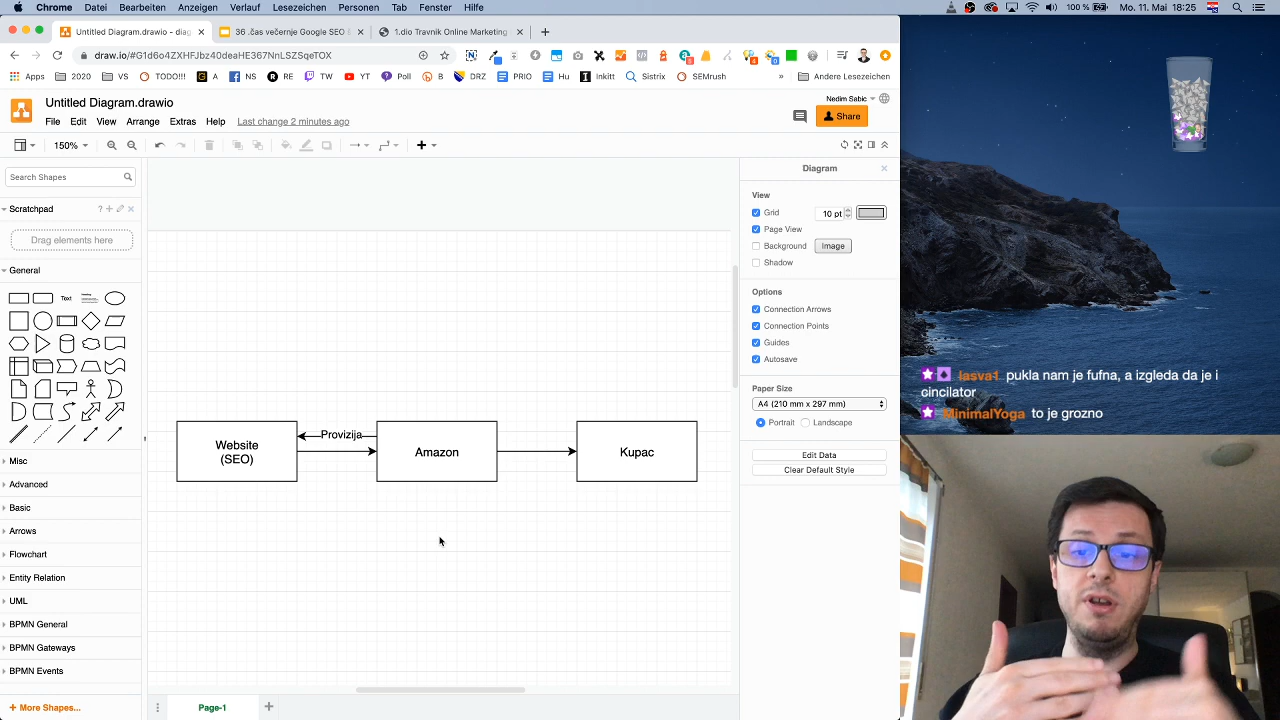 Chrome Datei Bearbeiten Anzeigen Verlauf Lesezeichen Personen Tab Fenster Hilfe
Mo. 11. Mai 18:25
Untitled Diagram.drawio - diag
S6 .čas večernje Google SEO
1.dio Travnik Online Marketing
draw.io/#G1d6o4ZXHFJbz40deaHE367NnLSZSqeTOX
Apps 2020 VS TODO!!! A NS RE TW YT Poll B DRZ PRIO Hu Inkitt Sistrix SEMrush » Andere Lesezeichen
Untitled Diagram.drawio
Nedim Sabic
File Edit View Arrange Extras Help Last change 2 minutes ago
Share
150%
Search Shapes
Scratchpad
Drag elements here
General
Text
Misc
Advanced
Basic
Arrows
Flowchart
Entity Relation
UML
BPMN General
BPMN Gateways
BPMN Events
+ More Shapes...
Website
(SEO)
Provizija
Amazon
Kupac
Page-1
Diagram
View
Grid 10 pt
Page View
Background Image
Shadow
Options
Connection Arrows
Connection Points
Guides
Autosave
Paper Size
A4 (210 mm x 297 mm)
Portrait Landscape
Edit Data
Clear Default Style
lasva1 pukla nam je fufna, a izgleda da je i
cincilator
MinimalYoga to je grozno